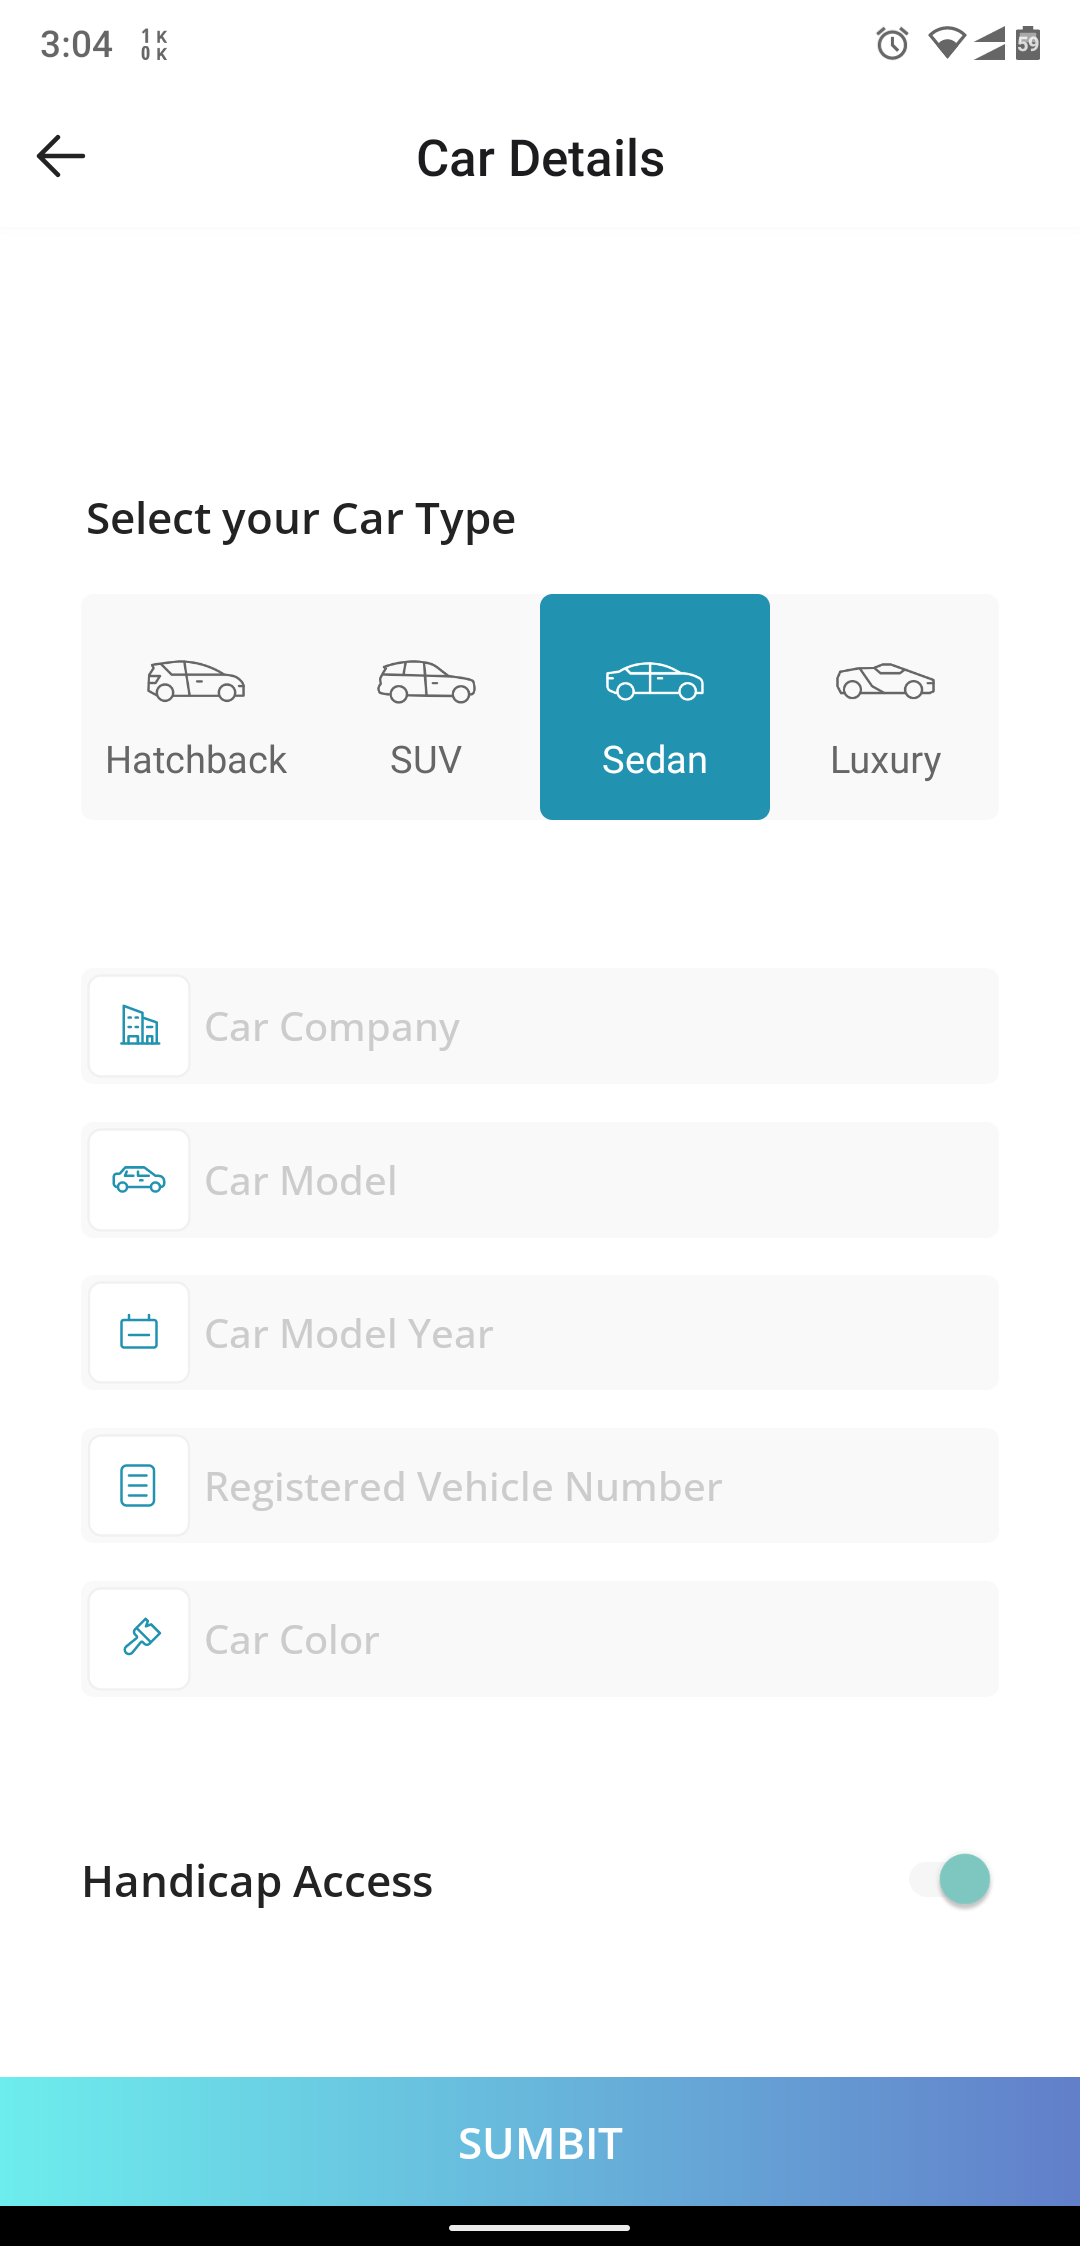 3:04 1 K
0 K
59
Car Details
Select your Car Type
Hatchback SUV Sedan Luxury
Car Company
Car Model
Car Model Year
Registered Vehicle Number
Car Color
Handicap Access
SUMBIT